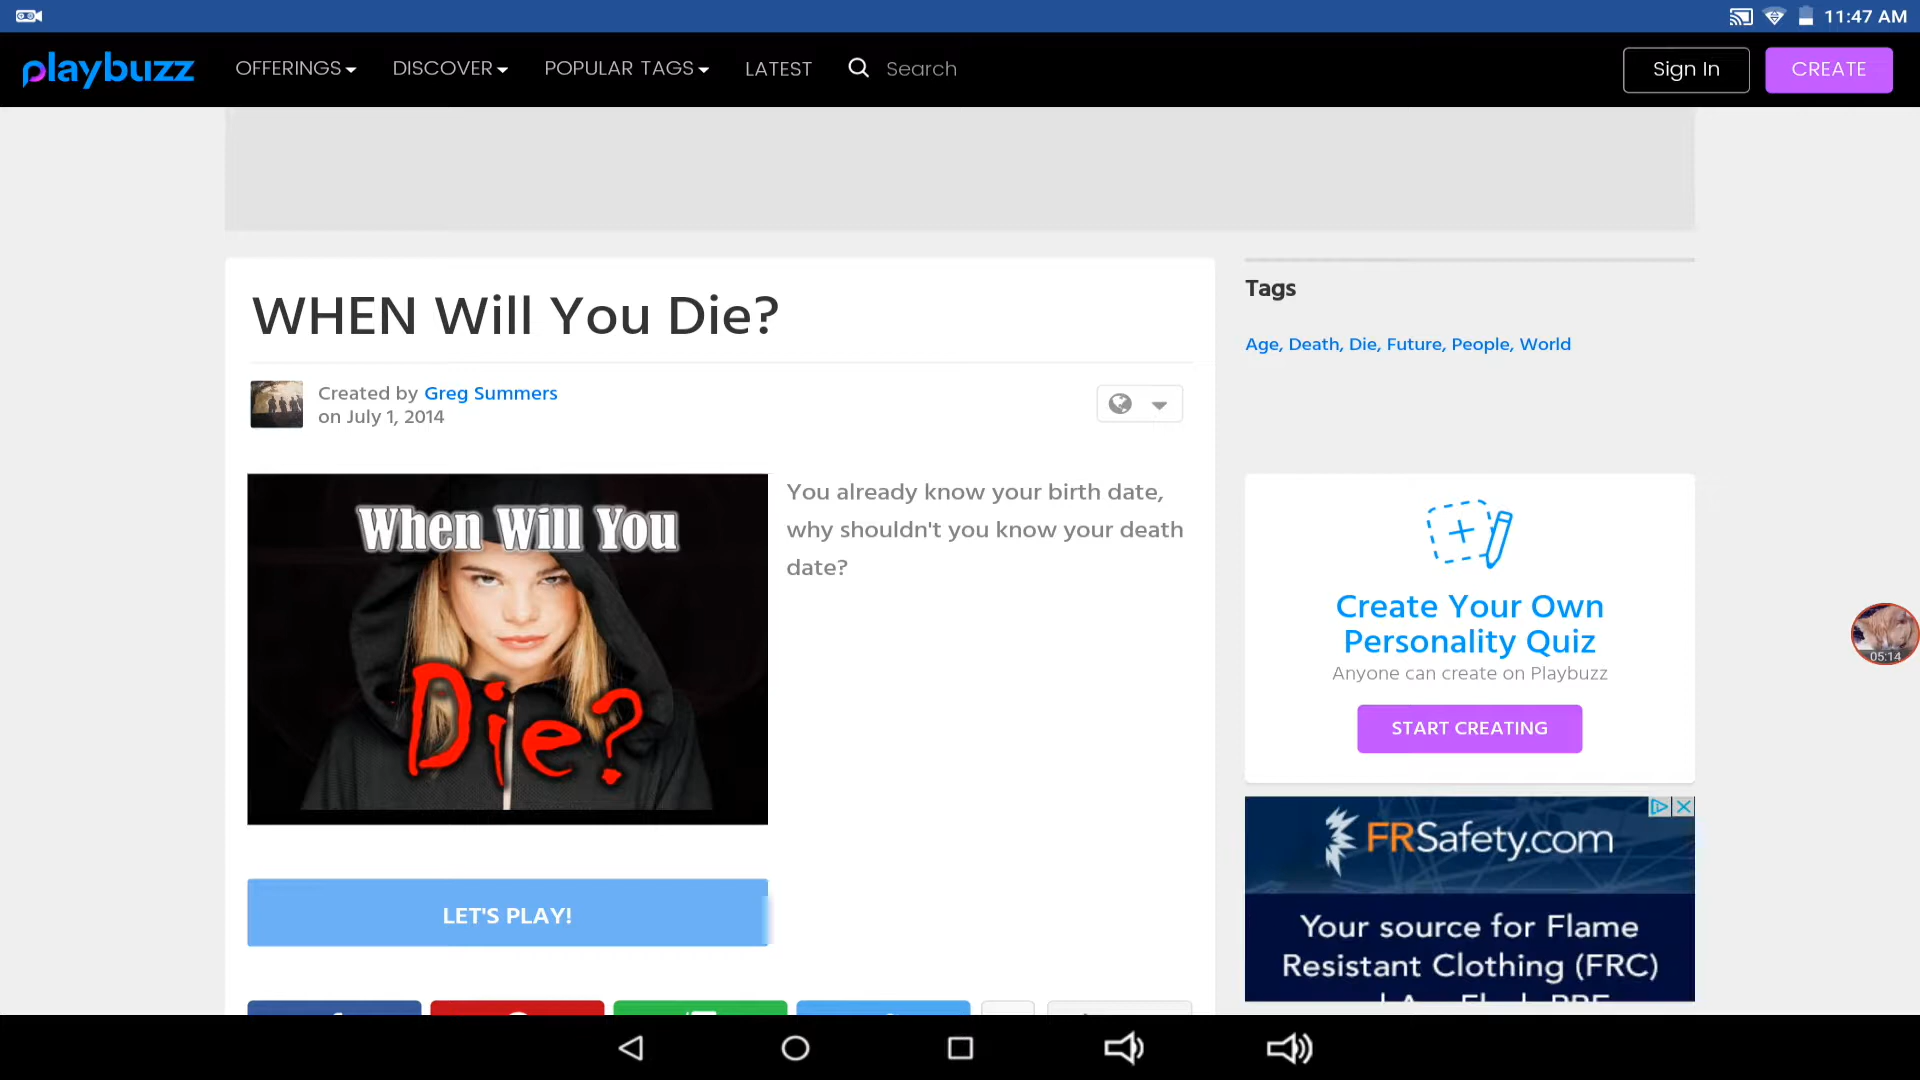 11:47 AM
playbuzz
OFFERINGS
DISCOVER
POPULAR TAGS
LATEST
Search
Sign In
CREATE
WHEN Will You Die?
Created by Greg Summers
on July 1, 2014
When Will You
Die?
You already know your birth date,
why shouldn't you know your death
date?
LET'S PLAY!
Tags
Age, Death, Die, Future, People, World
Create Your Own
Personality Quiz
Anyone can create on Playbuzz
START CREATING
05:14
FRSafety.com
Your source for Flame
Resistant Clothing (FRC)